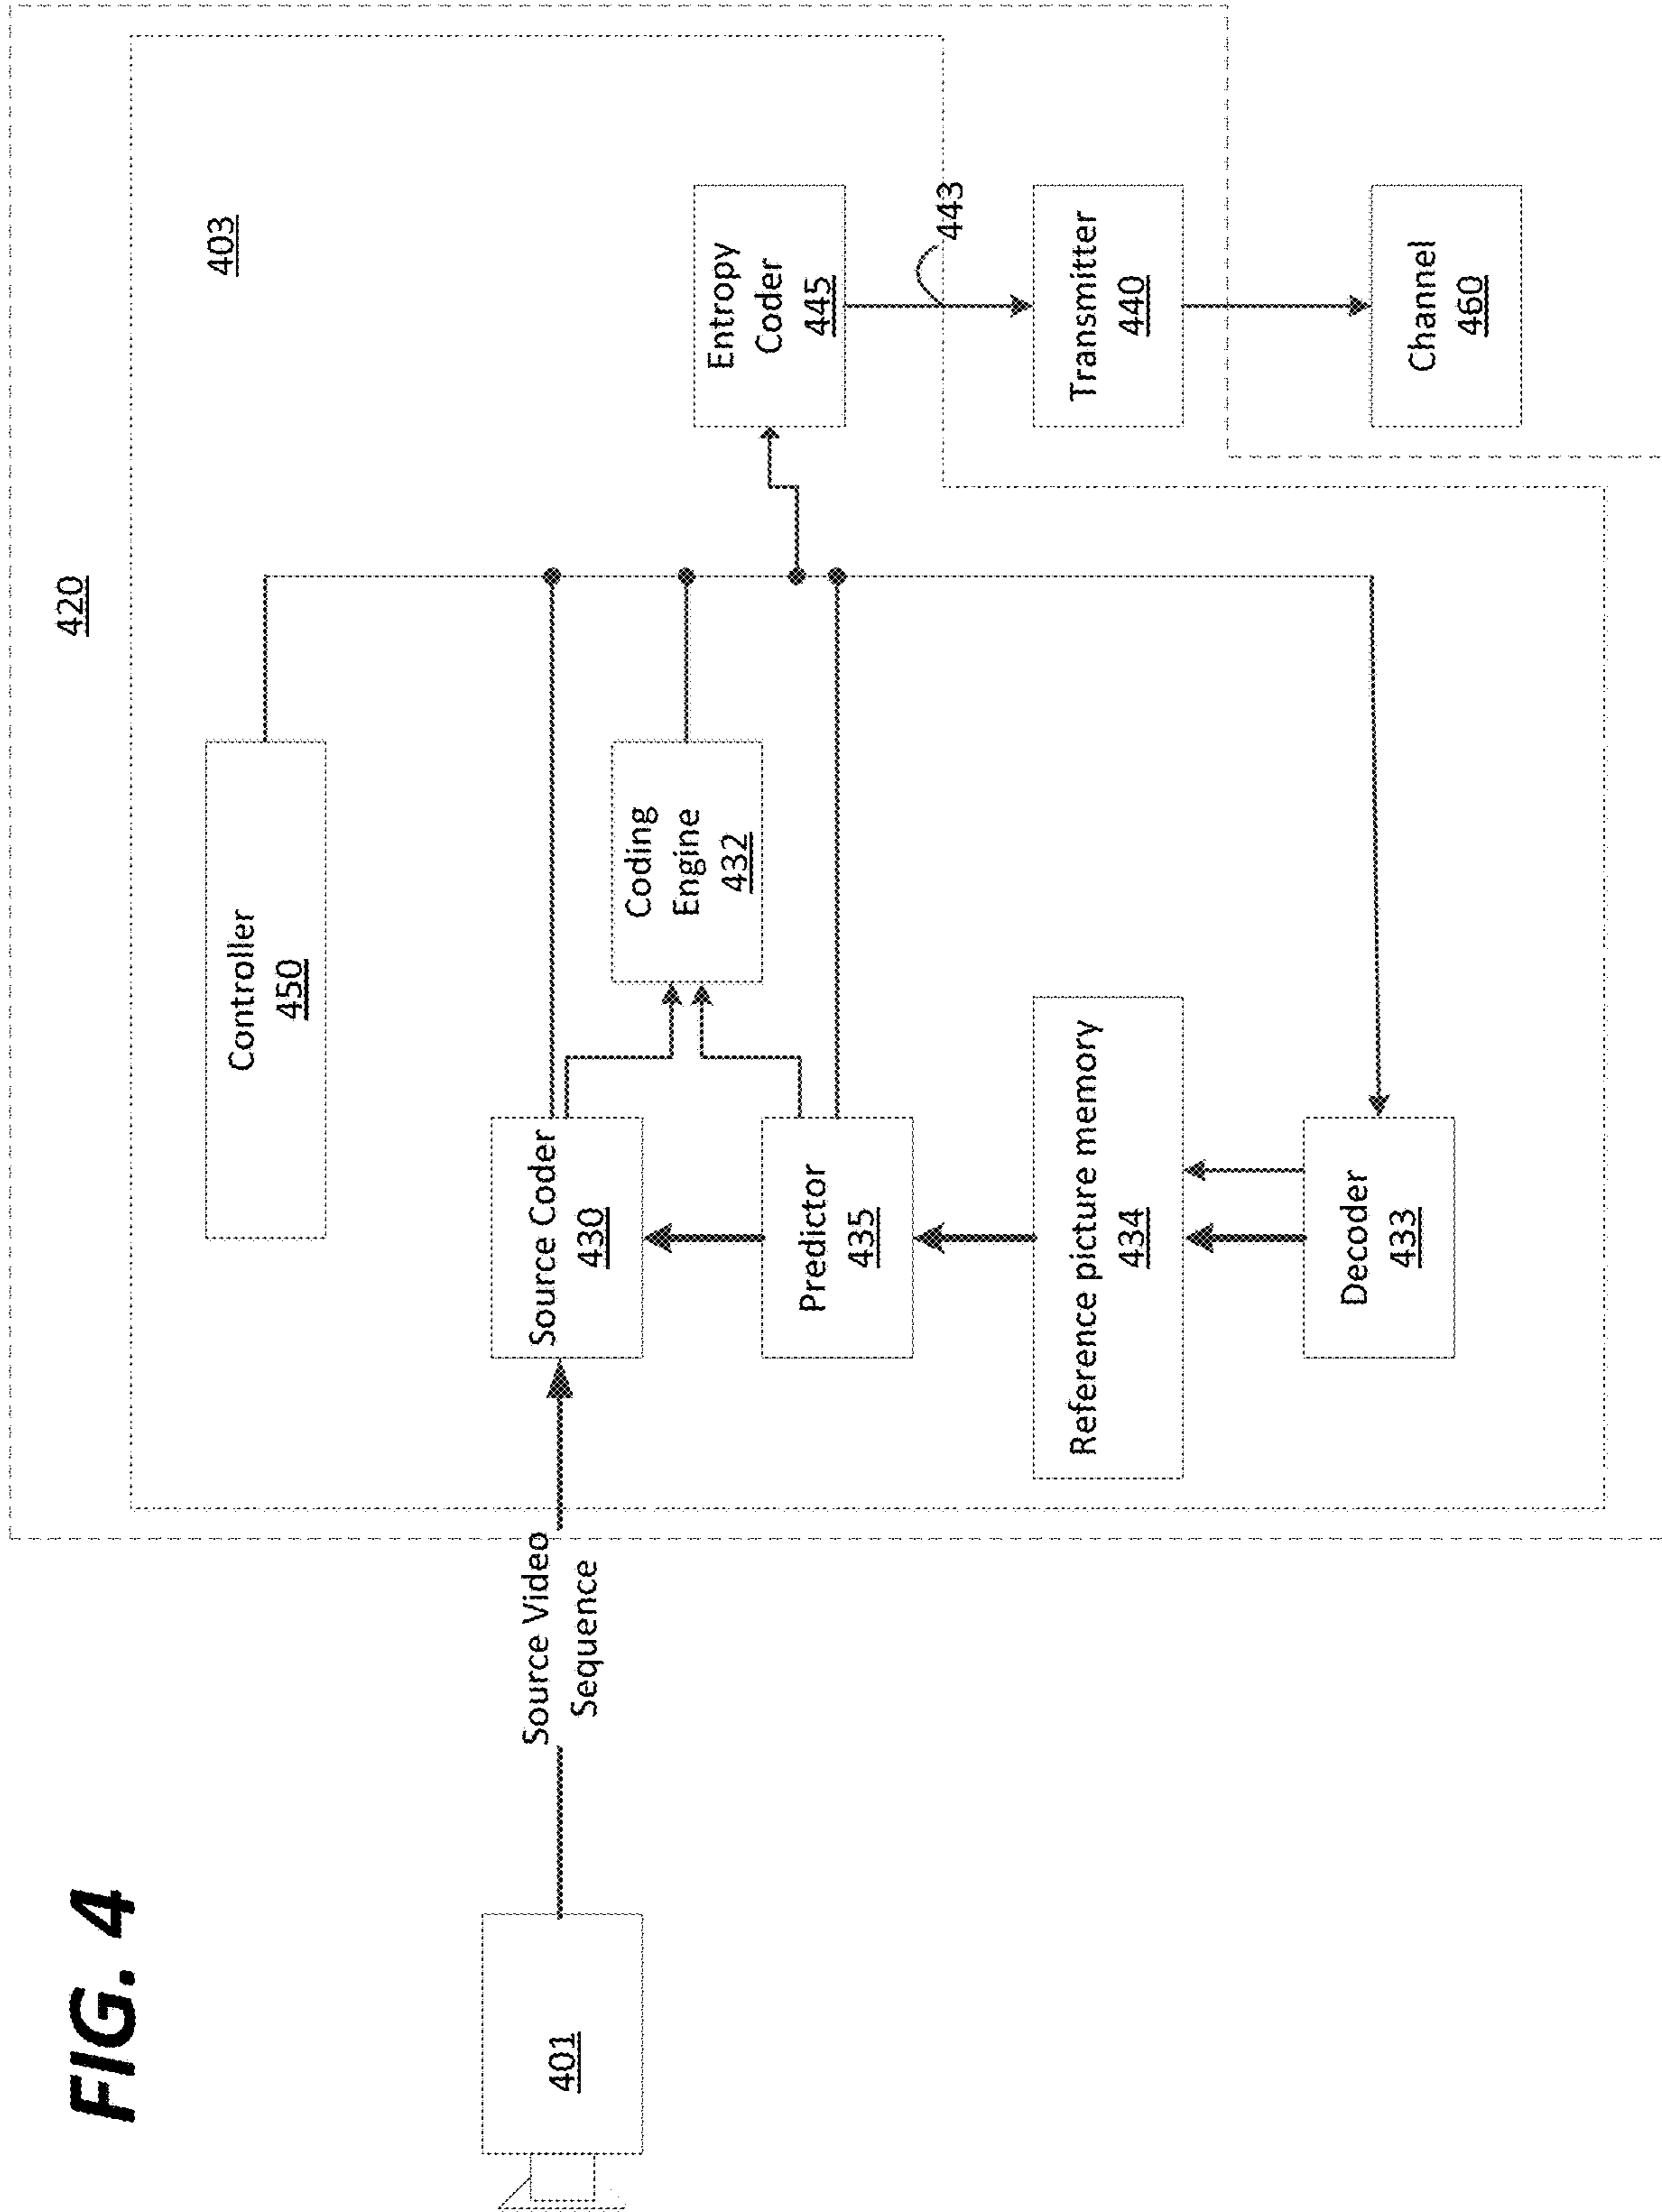 FIG. 4
420
403
Controller
450
401
Source Video
Sequence
Source Coder
430
Coding
Engine
432
Entropy
Coder
445
Predictor
435
443
Reference picture memory
434
Transmitter
440
Decoder
433
Channel
460